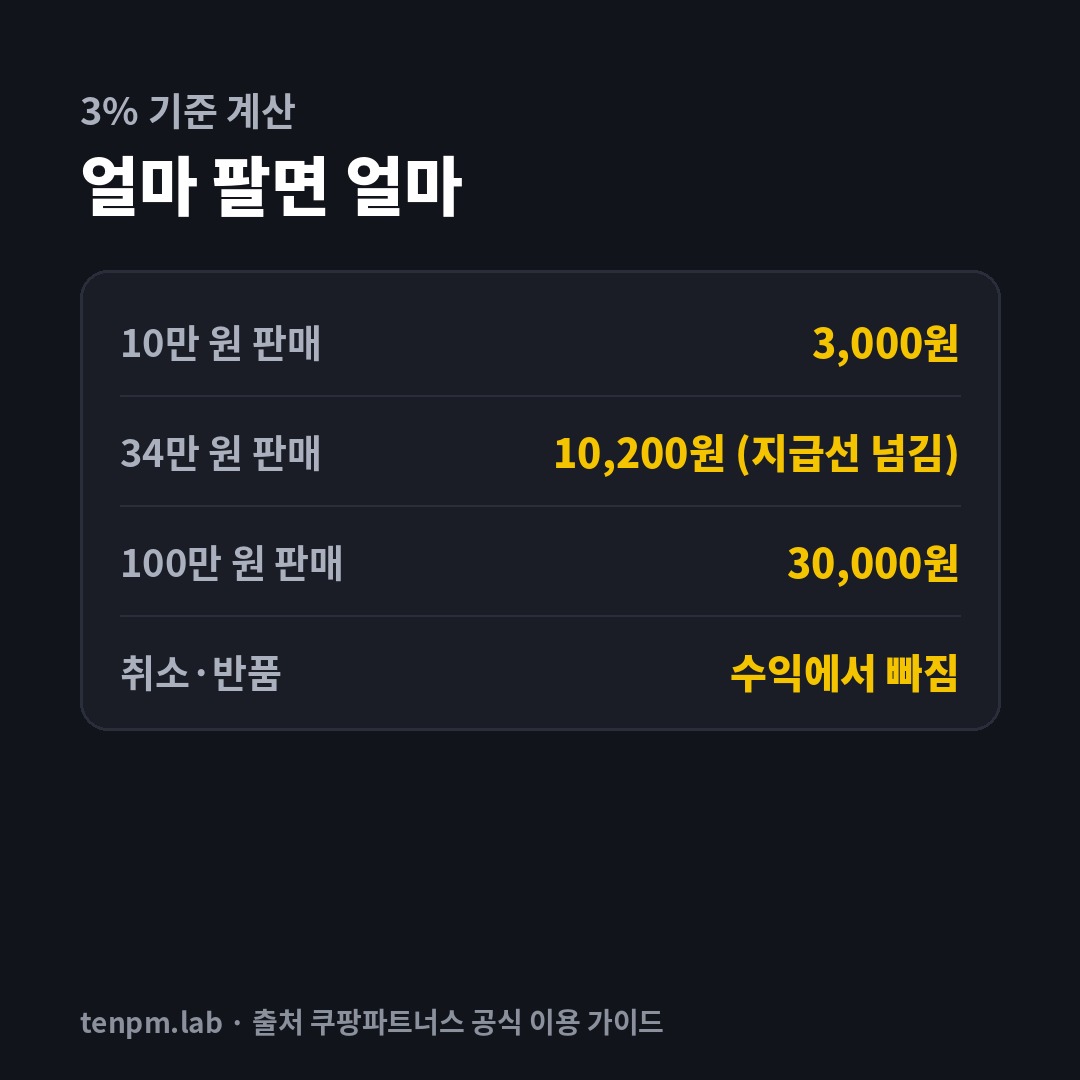 3% 기준 계산
얼마 팔면 얼마
10만 원 판매 3,000원
34만 원 판매 10,200원 (지급선 넘김)
100만 원 판매 30,000원
취소·반품 수익에서 빠짐
tenpm.lab · 출처 쿠팡파트너스 공식 이용 가이드